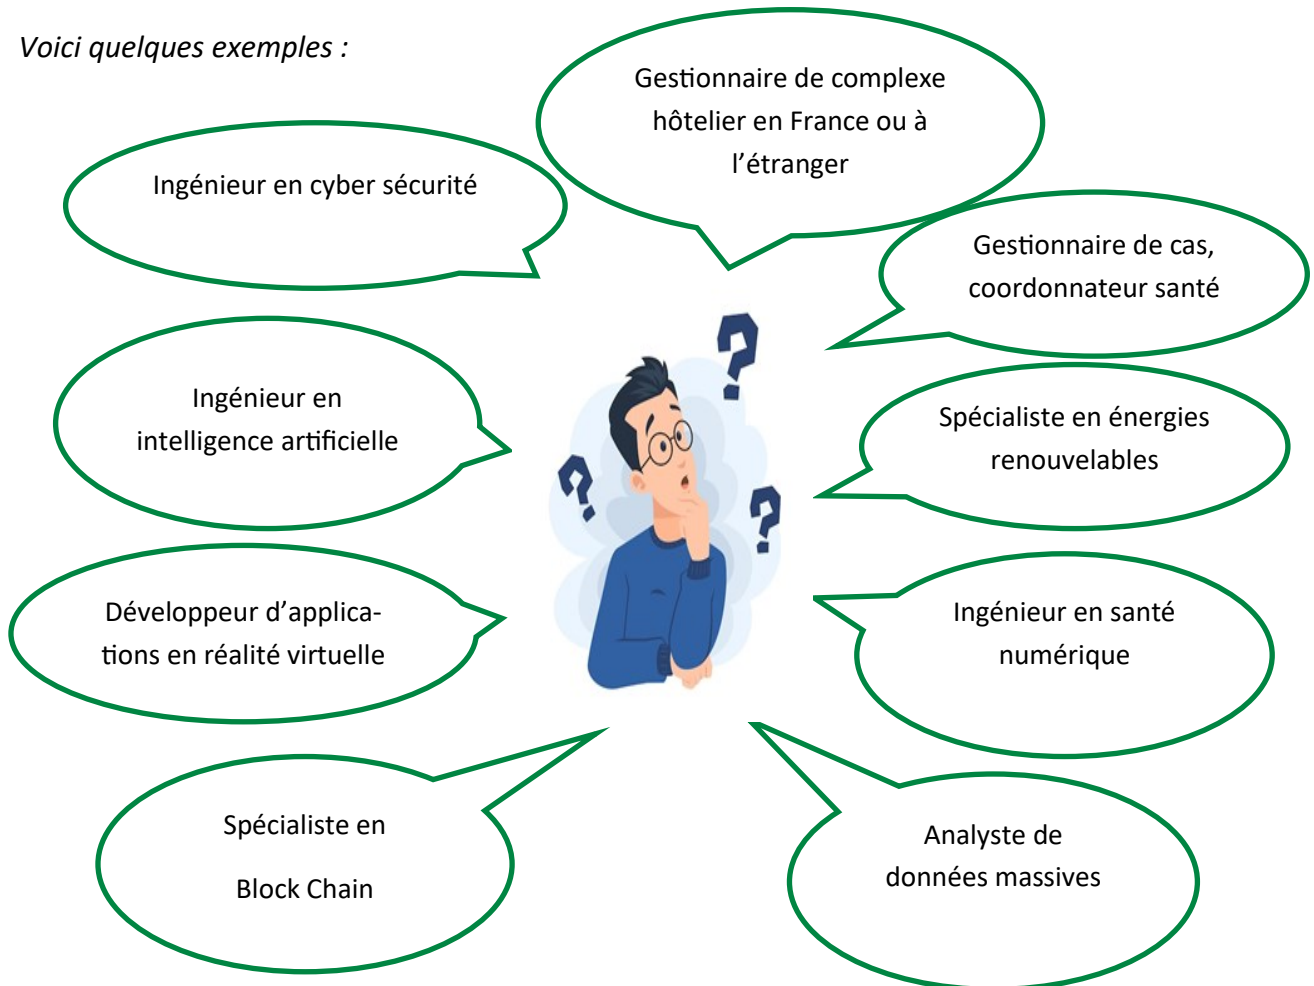 Voici quelques exemples :
Gestionnaire de complexe
hôtelier en France ou à
l’étranger
Ingénieur en cyber sécurité
Gestionnaire de cas,
coordonnateur santé
Ingénieur en
intelligence artificielle
Spécialiste en énergies
renouvelables
Développeur d’applica-
tions en réalité virtuelle
Ingénieur en santé
numérique
Spécialiste en
Block Chain
Analyste de
données massives
?
?
?